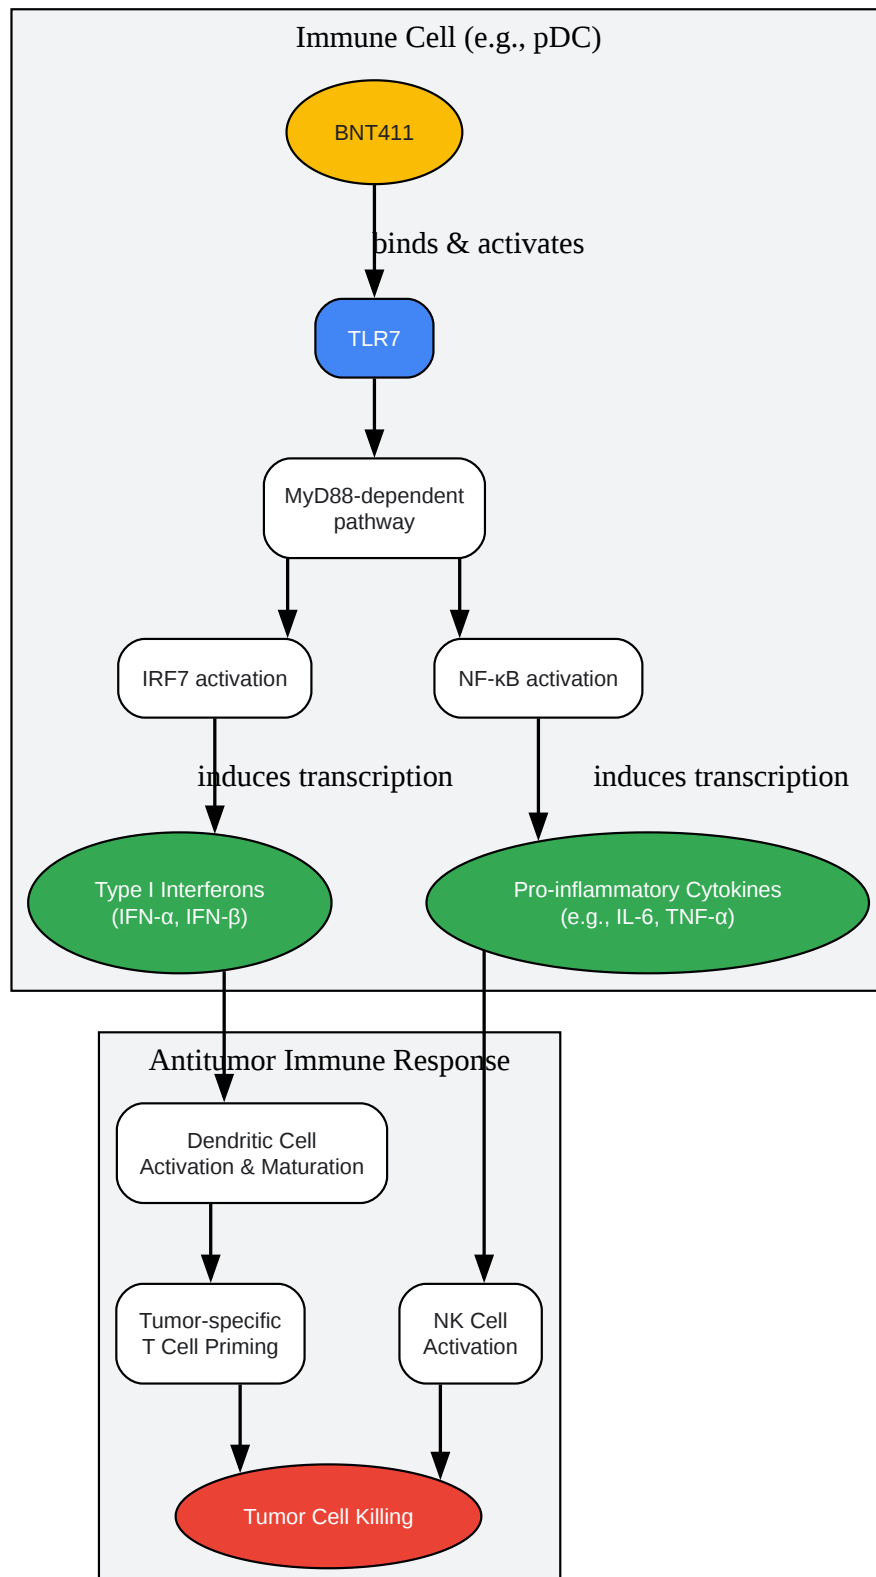 Immune Cell (e.g., pDC)
BNT411
binds & activates
TLR7
MyD88-dependent
pathway
IRF7 activation
NF-κB activation
induces transcription
induces transcription
Type I Interferons
(IFN-α, IFN-β)
Pro-inflammatory Cytokines
(e.g., IL-6, TNF-α)
Antitumor Immune Response
Dendritic Cell
Activation & Maturation
Tumor-specific
T Cell Priming
NK Cell
Activation
Tumor Cell Killing